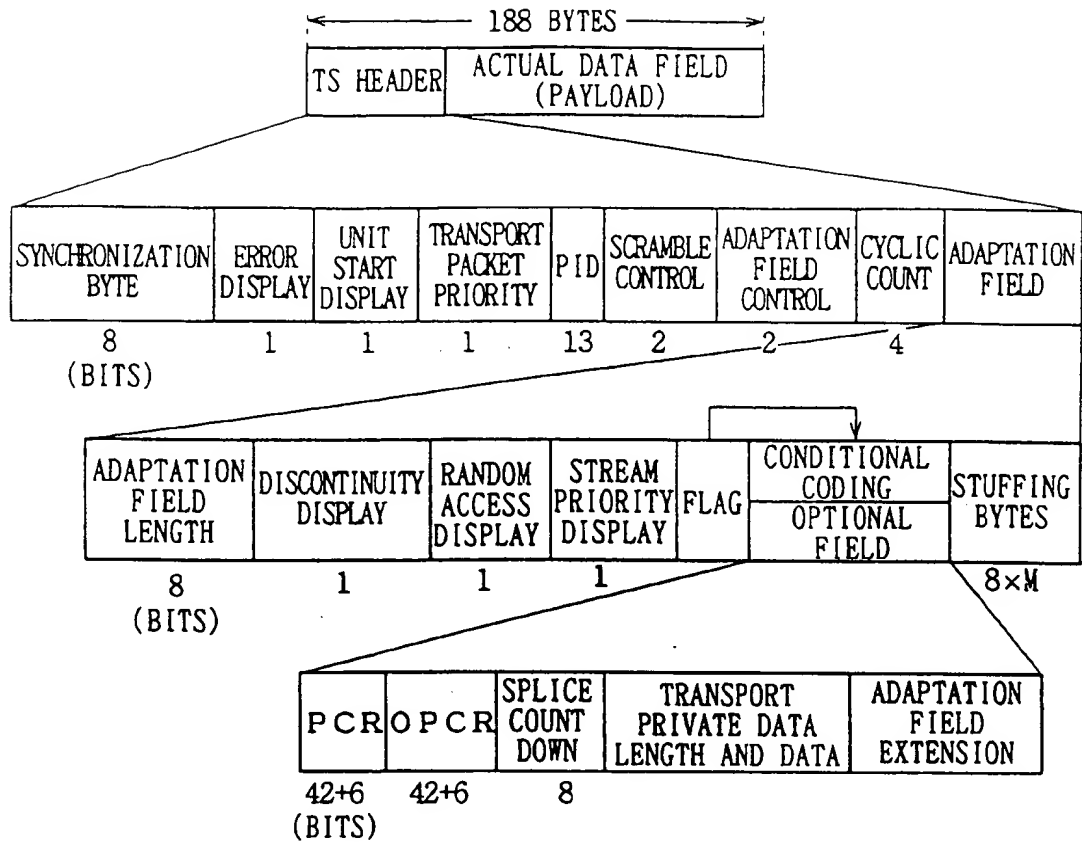 188 BYTES
TS HEADER
ACTUAL DATA FIELD
(PAYLOAD)
SYNCHRONIZATION
BYTE
ERROR
DISPLAY
UNIT
START
DISPLAY
TRANSPORT
PACKET
PRIORITY
PID
SCRAMBLE
CONTROL
ADAPTATION
FIELD
CONTROL
CYCLIC
COUNT
ADAPTATION
FIELD
8 1 1 1 13 2 2 4
(BITS)
ADAPTATION
FIELD
LENGTH
DISCONTINUITY
DISPLAY
RANDOM
ACCESS
DISPLAY
STREAM
PRIORITY
DISPLAY
FLAG
CONDITIONAL
CODING
OPTIONAL
FIELD
STUFFING
BYTES
8 1 1 1 8×M
(BITS)
PCR
OPCR
SPLICE
COUNT
DOWN
TRANSPORT
PRIVATE DATA
LENGTH AND DATA
ADAPTATION
FIELD
EXTENSION
42+6 42+6 8
(BITS)